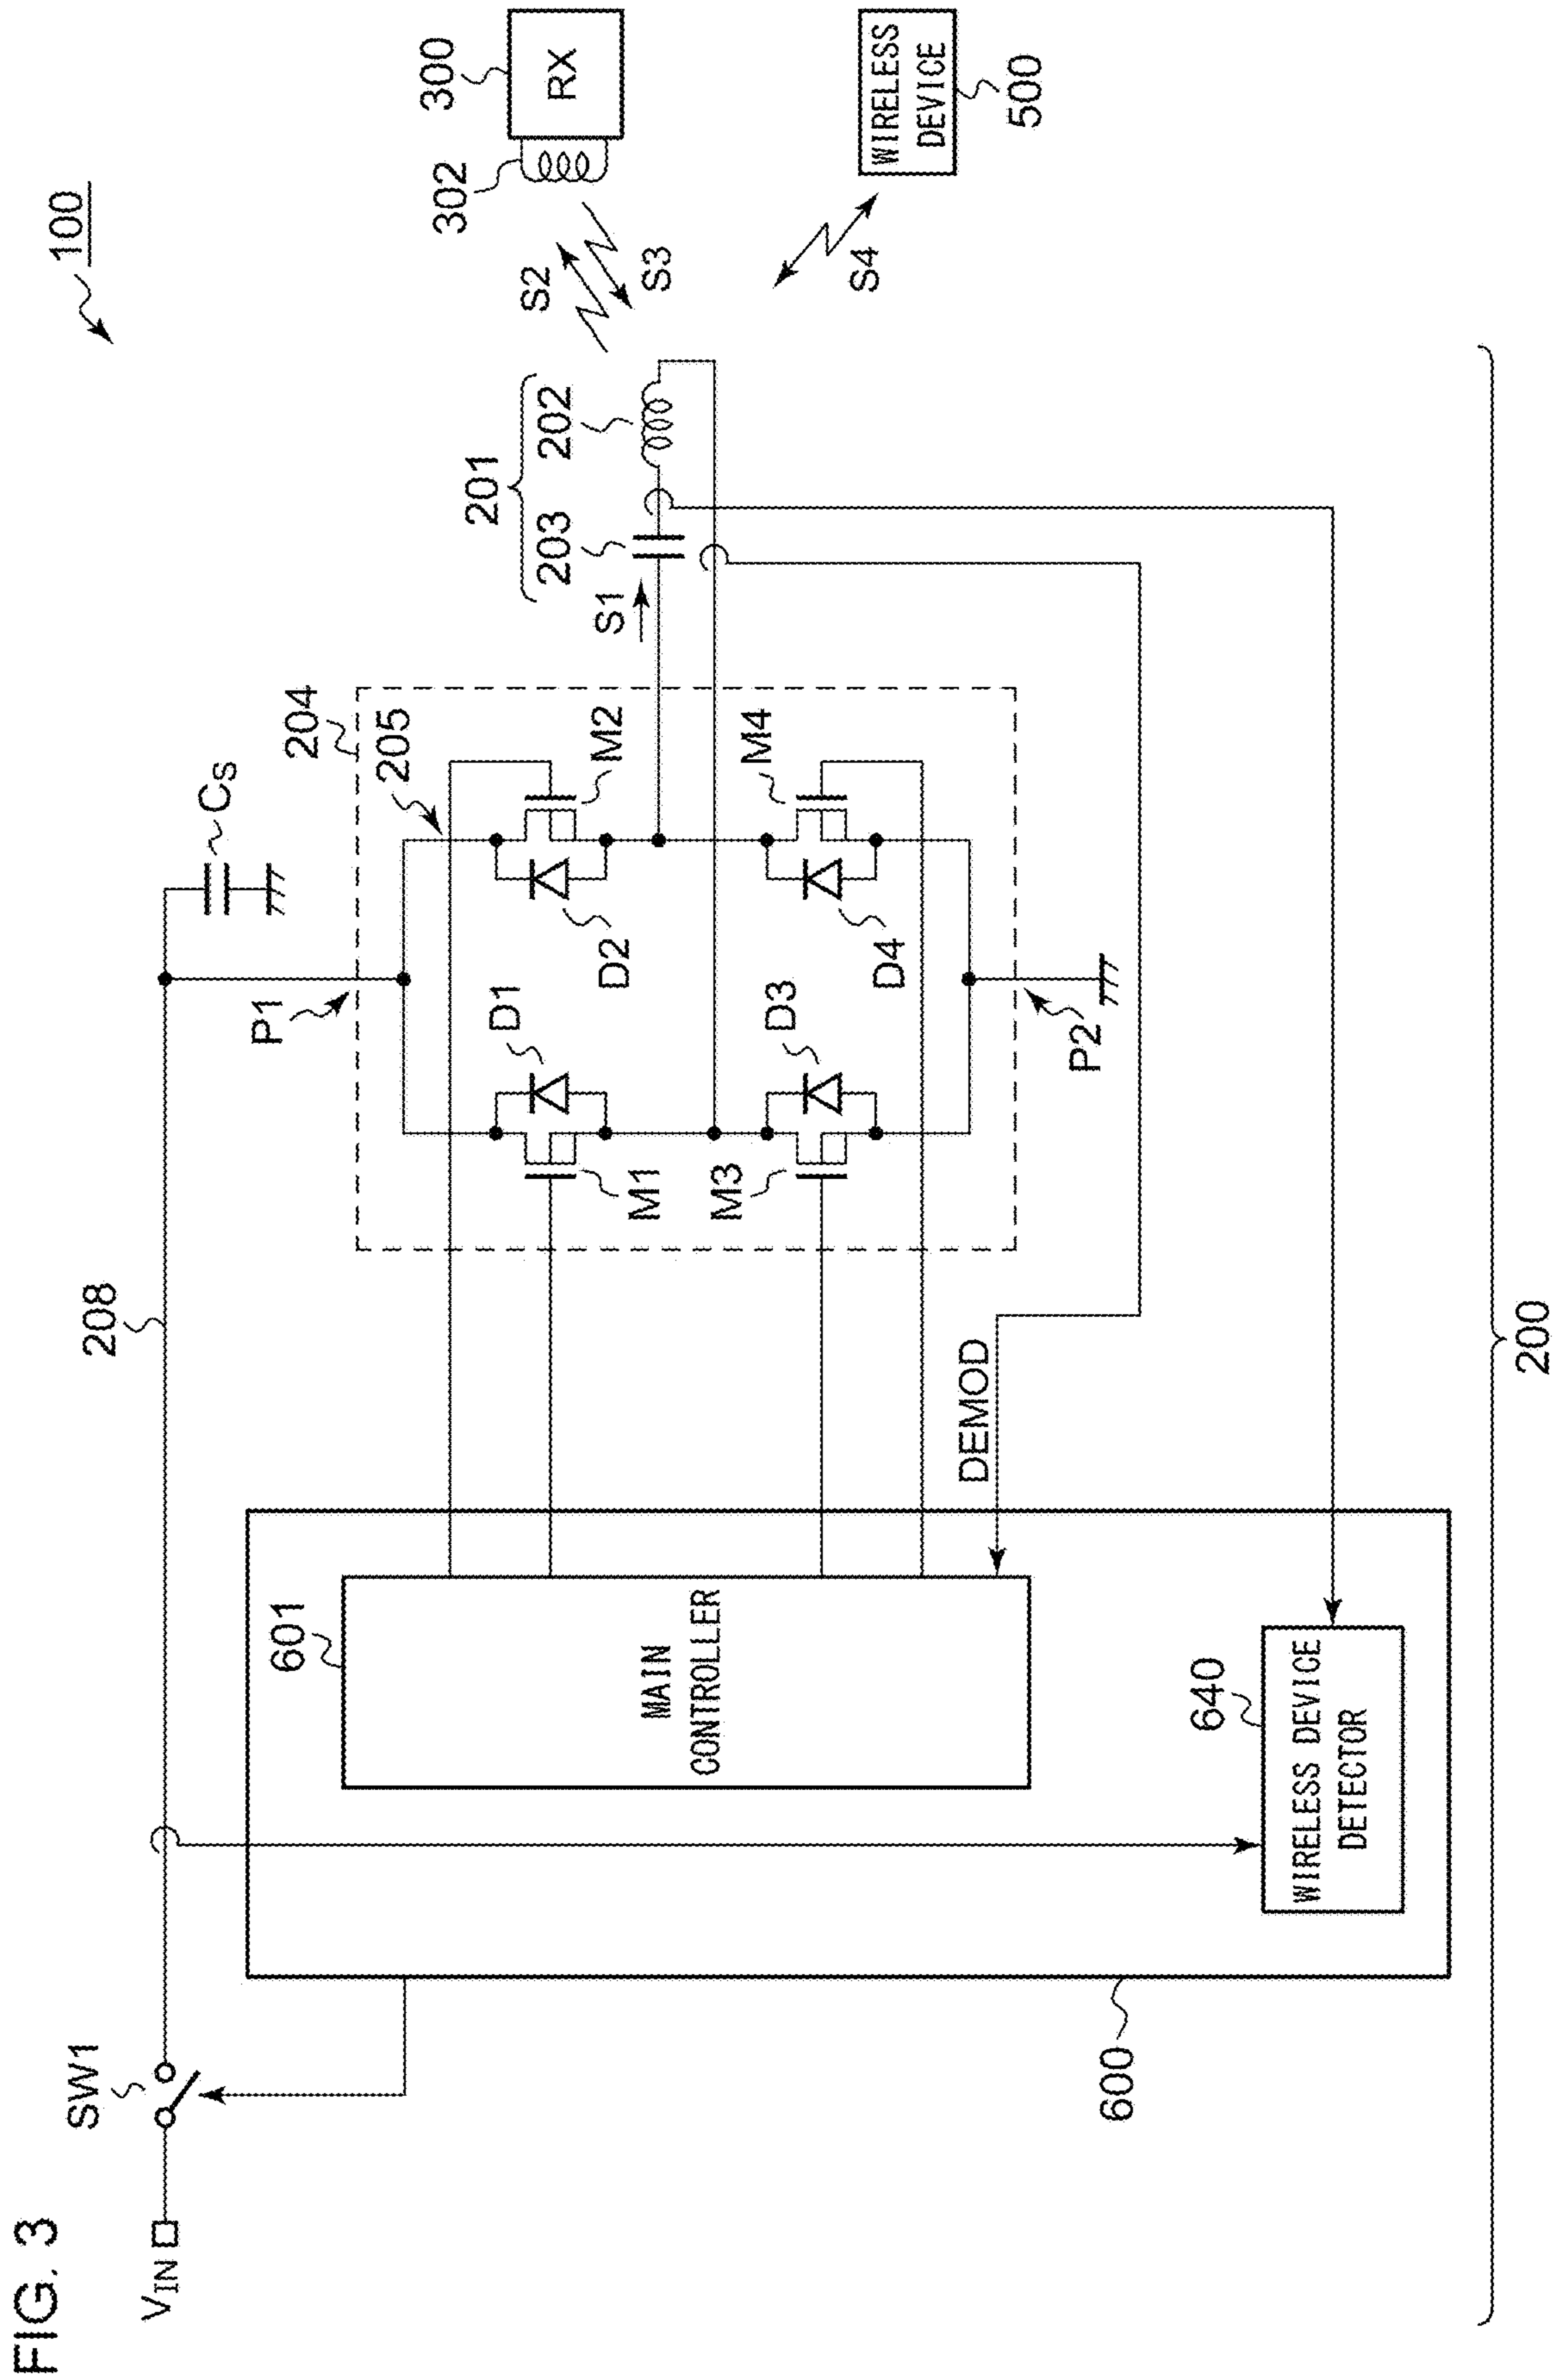 FIG. 3
100
VIN
SW1
208
CS
P1
204
205
201
203
202
S1
S2
S3
302
300
RX
S4
WIRELESS
DEVICE
500
D1
D2
M1
M2
M3
M4
D3
D4
P2
601
MAIN
CONTROLLER
DEMOD
640
WIRELESS DEVICE
DETECTOR
600
200